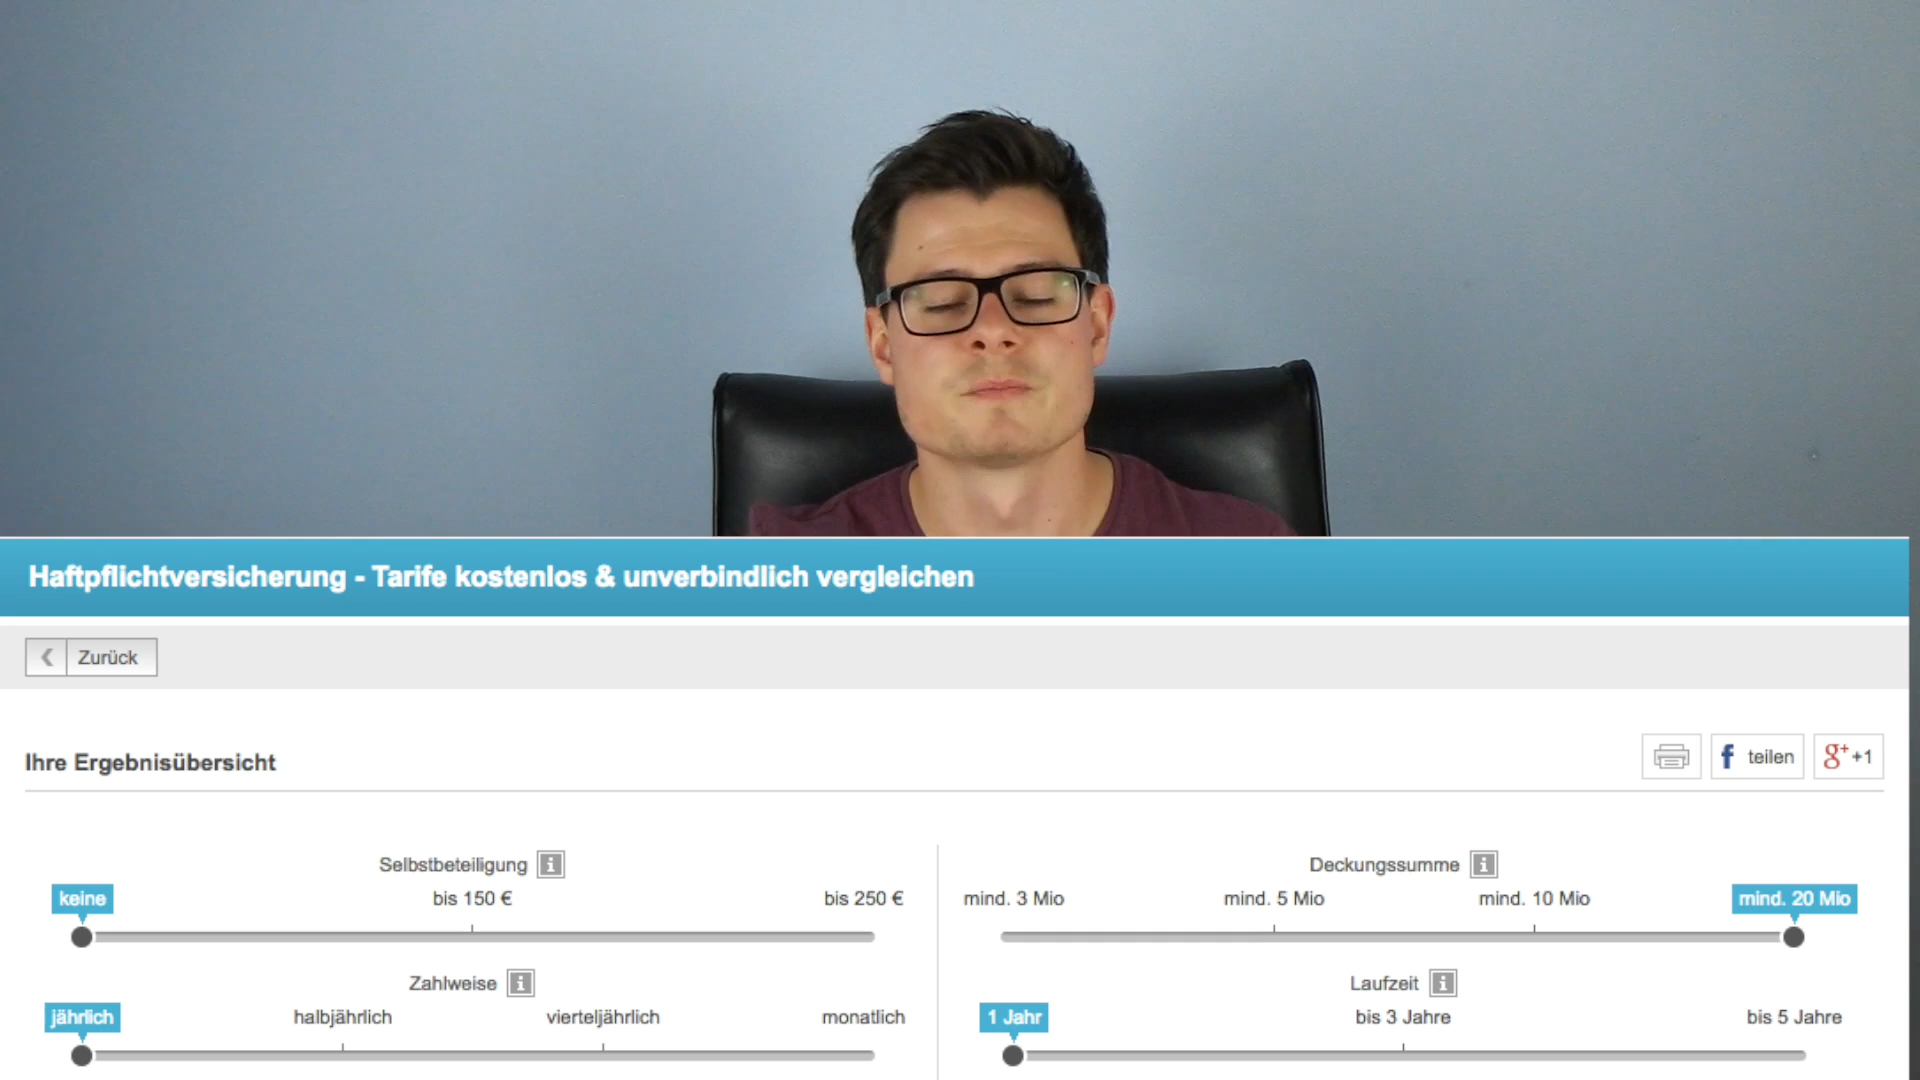 Haftpflichtversicherung - Tarife kostenlos & unverbindlich vergleichen
Zurück
Ihre Ergebnisübersicht
f teilen
g+ +1
Selbstbeteiligung
keine bis 150 € bis 250 €
Deckungssumme
mind. 3 Mio mind. 5 Mio mind. 10 Mio mind. 20 Mio
Zahlweise
jährlich halbjährlich vierteljährlich monatlich
Laufzeit
1 Jahr bis 3 Jahre bis 5 Jahre